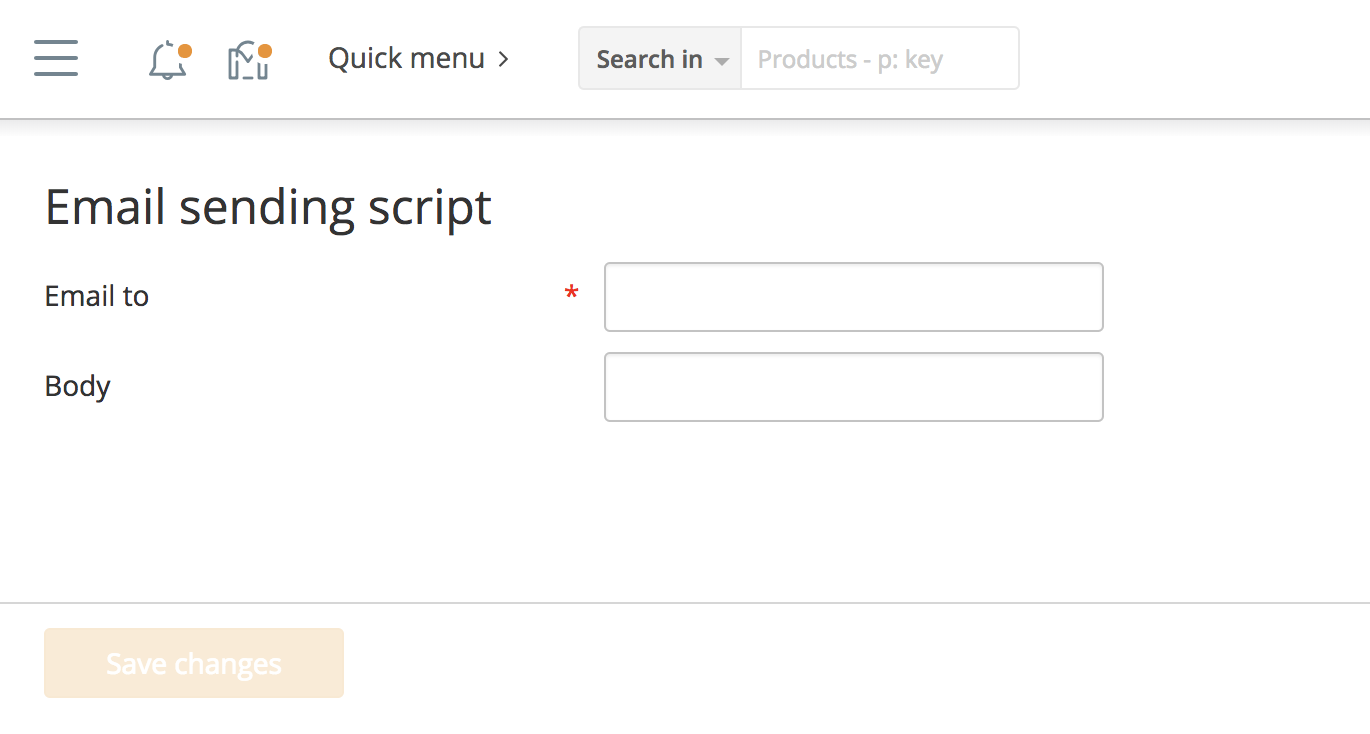 Quick menu >
Search in
Products - p: key
Email sending script
Email to *
Body
Save changes